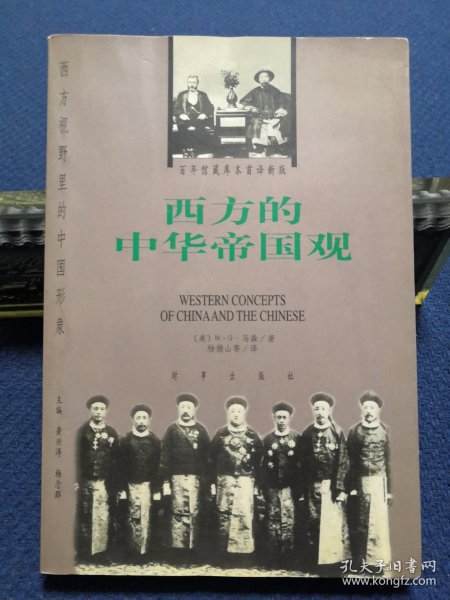 西方视野里的中国形象
主编 黄兴涛 杨念群
百年馆藏库本首译新版
西方的
中华帝国观
WESTERN CONCEPTS
OF CHINA AND THE CHINESE
〔美〕M·G·马森/著
杨德山等/译
时事出版社
孔夫子旧书网
www.kongfz.com